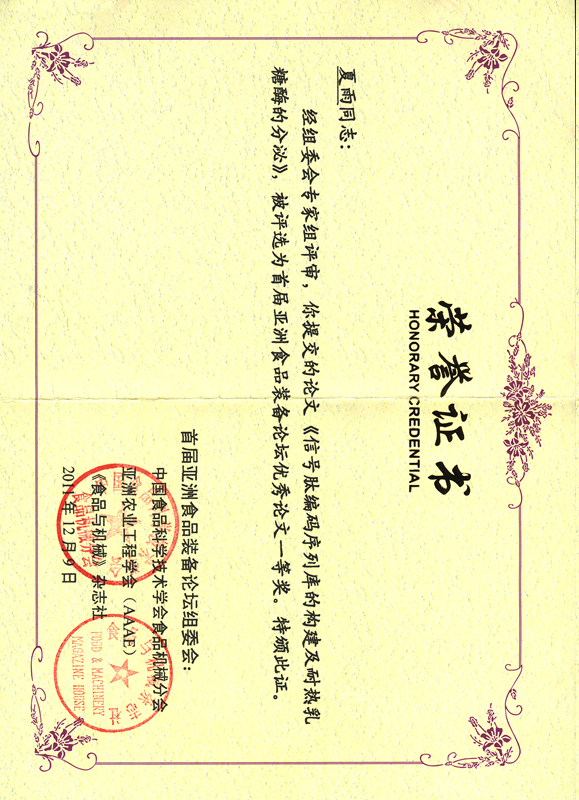 荣誉证书
HONORARY CREDENTIAL
夏雨同志：
经组委会专家组评审，你提交的论文《信号肽编码序列库的构建及耐热乳
糖酶的分泌》，被评选为首届亚洲食品装备论坛优秀论文一等奖。特颁此证。
首届亚洲食品装备论坛组委会：
中国食品科学技术学会食品机械分会
亚洲农业工程学会（AAAE）
《食品与机械》杂志社
2011年12月9日
食品机械分会
FOOD & MACHINERY
MAGAZINE HOUSE